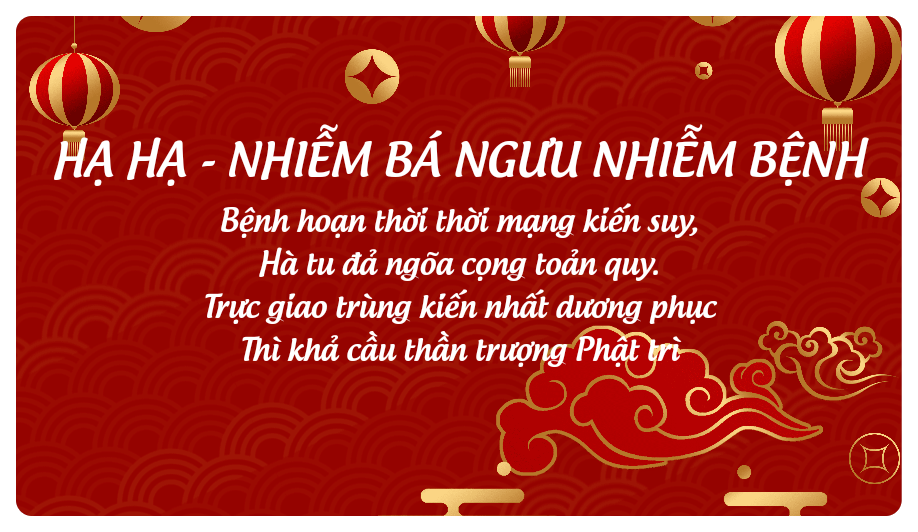 HẠ HẠ - NHIỄM BÁ NGƯU NHIỄM BỆNH
Bệnh hoạn thời thời mạng kiến suy,
Hà tu đả ngõa cọng toản quy.
Trực giao trùng kiến nhất dương phục
Thì khả cầu thần trượng Phật trì